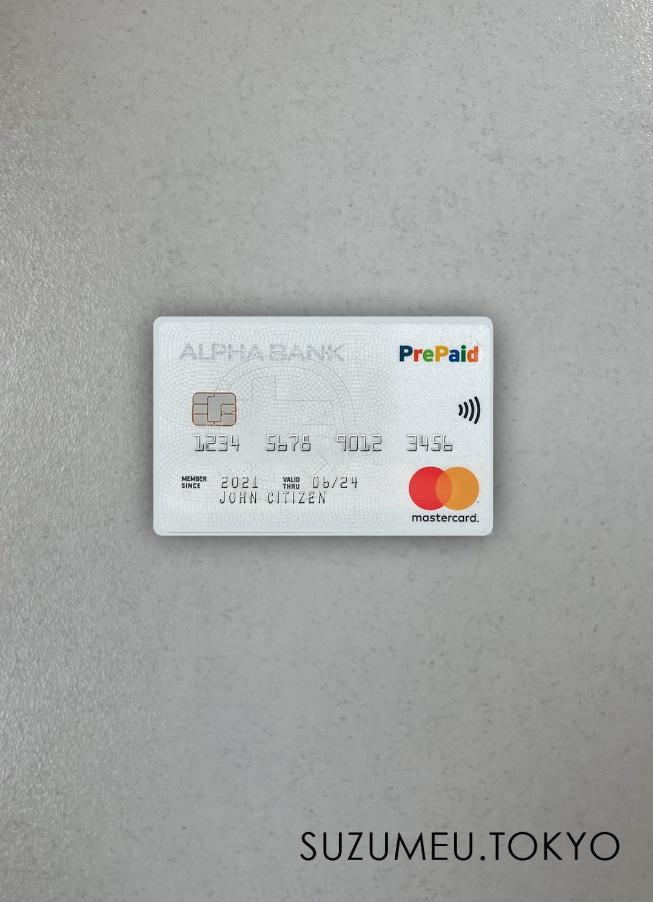 ALPHA BANK
PrePaid
1234 5678 9012 3456
MEMBER SINCE 2021 VALID THRU 06/24
JOHN CITIZEN
mastercard.
SUZUMEU.TOKYO